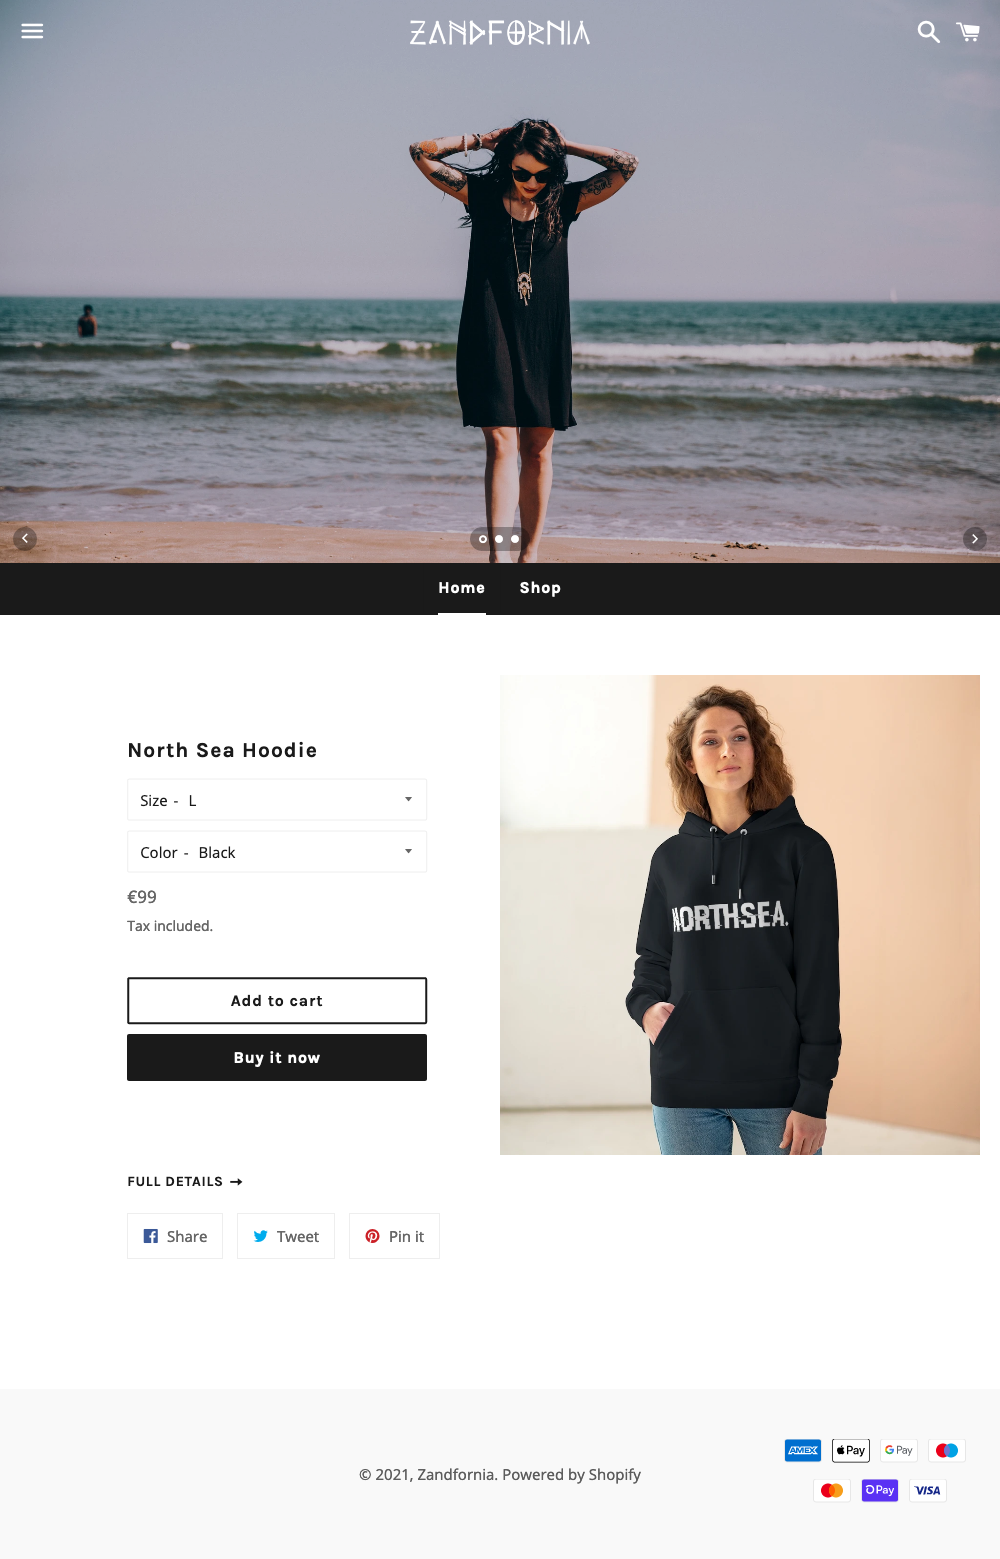 ZANDFORNIA
Home Shop
North Sea Hoodie
Size - L
Color - Black
€99
Tax included.
Add to cart
Buy it now
NORTHSEA.
FULL DETAILS →
Share Tweet Pin it
© 2021, Zandfornia. Powered by Shopify
AMEX Pay G Pay
Pay VISA